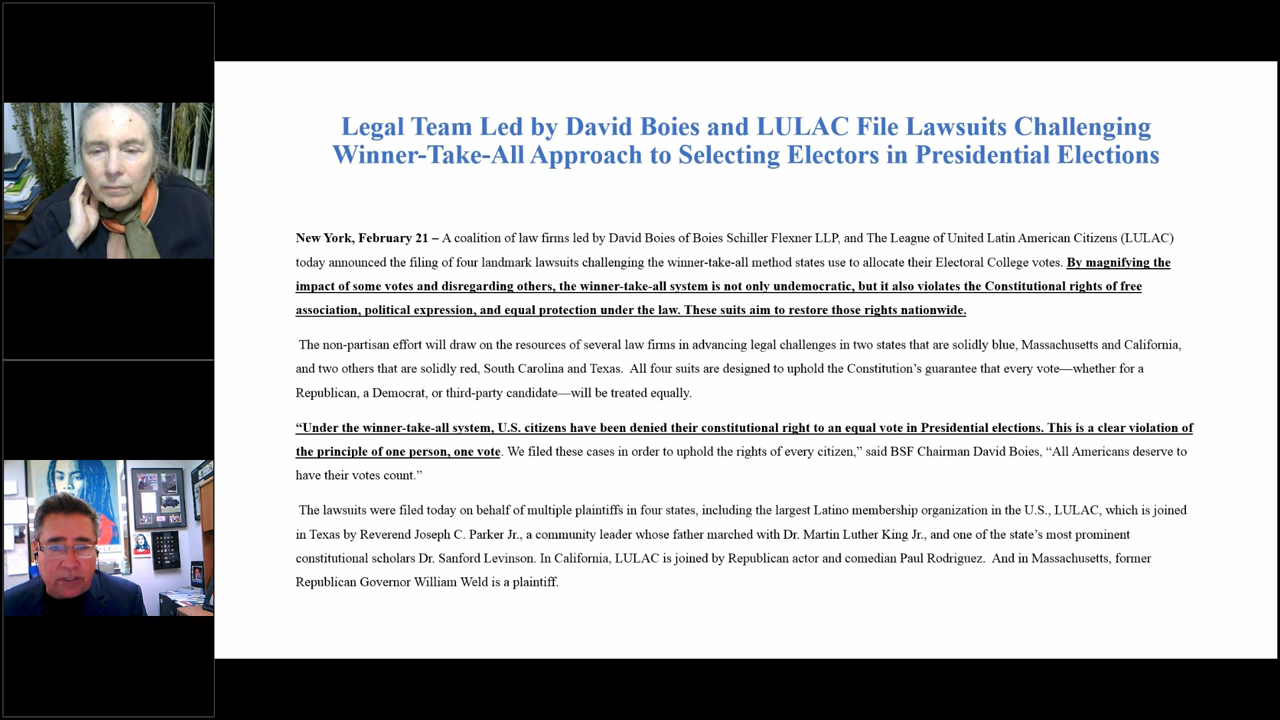 Legal Team Led by David Boies and LULAC File Lawsuits Challenging
Winner-Take-All Approach to Selecting Electors in Presidential Elections
New York, February 21 – A coalition of law firms led by David Boies of Boies Schiller Flexner LLP, and The League of United Latin American Citizens (LULAC)
today announced the filing of four landmark lawsuits challenging the winner-take-all method states use to allocate their Electoral College votes. By magnifying the
impact of some votes and disregarding others, the winner-take-all system is not only undemocratic, but it also violates the Constitutional rights of free
association, political expression, and equal protection under the law. These suits aim to restore those rights nationwide.
The non-partisan effort will draw on the resources of several law firms in advancing legal challenges in two states that are solidly blue, Massachusetts and California,
and two others that are solidly red, South Carolina and Texas. All four suits are designed to uphold the Constitution’s guarantee that every vote—whether for a
Republican, a Democrat, or third-party candidate—will be treated equally.
“Under the winner-take-all system, U.S. citizens have been denied their constitutional right to an equal vote in Presidential elections. This is a clear violation of
the principle of one person, one vote. We filed these cases in order to uphold the rights of every citizen,” said BSF Chairman David Boies, “All Americans deserve to
have their votes count.”
The lawsuits were filed today on behalf of multiple plaintiffs in four states, including the largest Latino membership organization in the U.S., LULAC, which is joined
in Texas by Reverend Joseph C. Parker Jr., a community leader whose father marched with Dr. Martin Luther King Jr., and one of the state’s most prominent
constitutional scholars Dr. Sanford Levinson. In California, LULAC is joined by Republican actor and comedian Paul Rodriguez. And in Massachusetts, former
Republican Governor William Weld is a plaintiff.